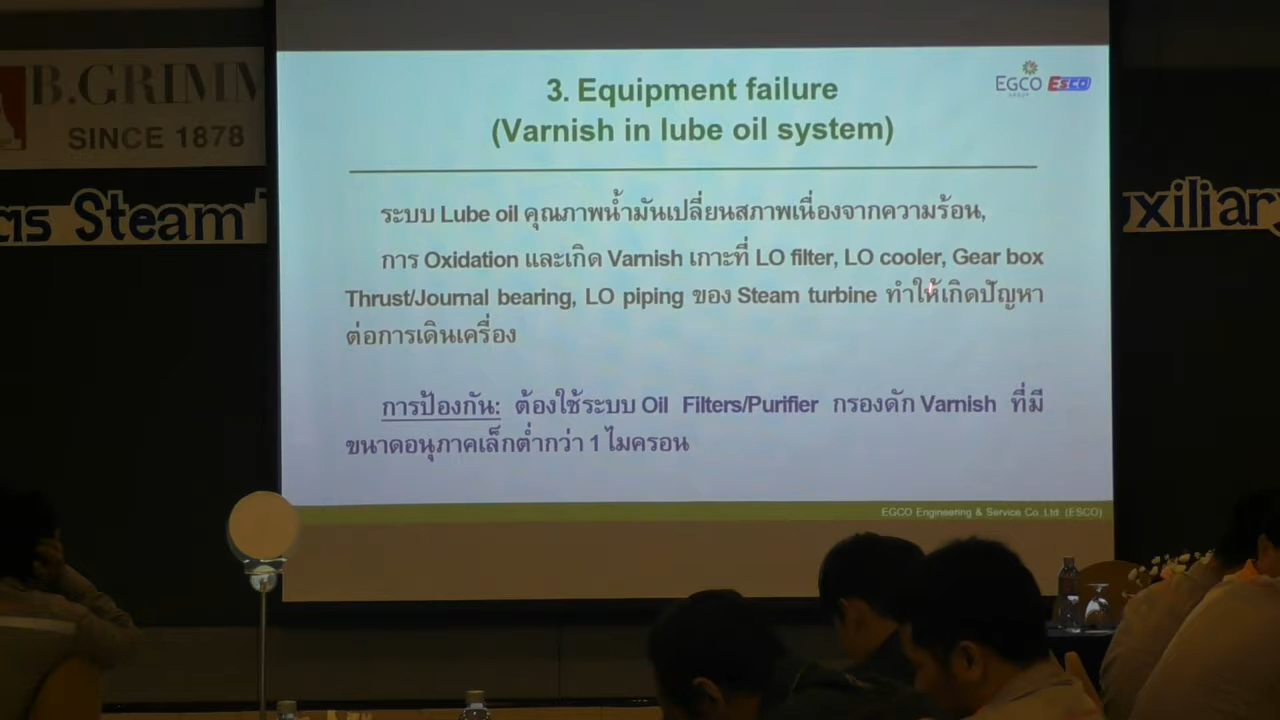 B.GRIMM
SINCE 1878
as Steam
uxiliary
EGCO
GROUP
ESCO
3. Equipment failure
(Varnish in lube oil system)
ระบบ Lube oil คุณภาพน้ำมันเปลี่ยนสภาพเนื่องจากความร้อน,
การ Oxidation และเกิด Varnish เกาะที่ LO filter, LO cooler, Gear box
Thrust/Journal bearing, LO piping ของ Steam turbine ทำให้เกิดปัญหา
ต่อการเดินเครื่อง
การป้องกัน: ต้องใช้ระบบ Oil Filters/Purifier กรองดัก Varnish ที่มี
ขนาดอนุภาคเล็กต่ำกว่า 1 ไมครอน
EGCO Engineering & Service Co.,Ltd. (ESCO)